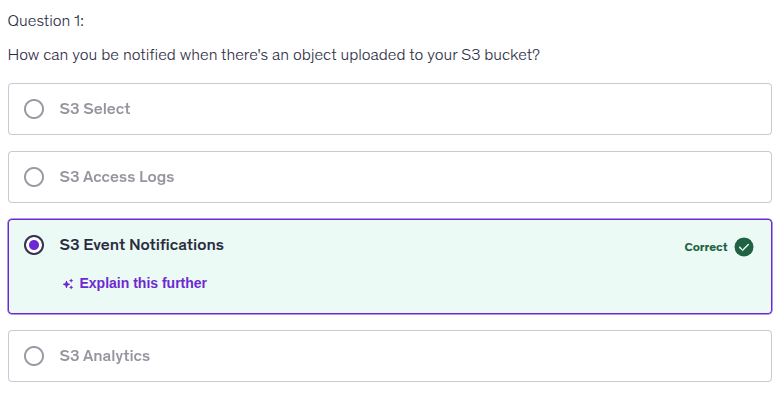 Question 1:
How can you be notified when there's an object uploaded to your S3 bucket?
S3 Select
S3 Access Logs
S3 Event Notifications
Correct
Explain this further
S3 Analytics